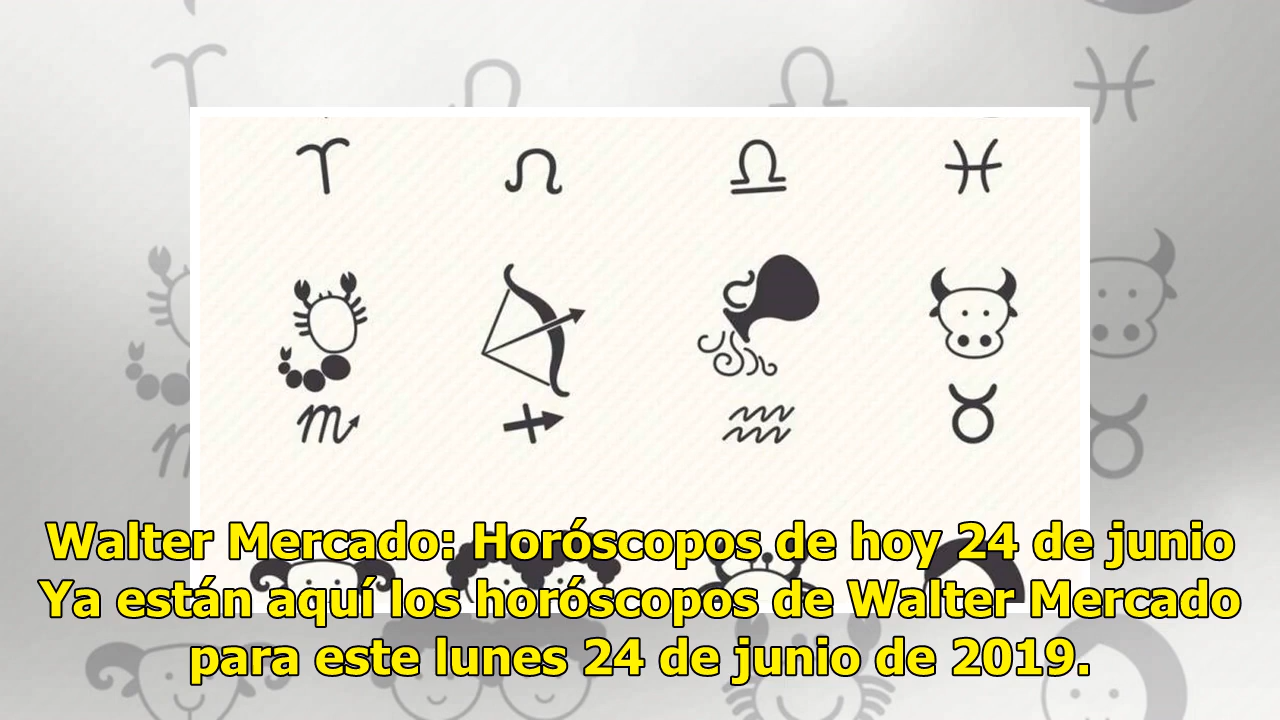 Walter Mercado: Horóscopos de hoy 24 de junio
Ya están aquí los horóscopos de Walter Mercado
para este lunes 24 de junio de 2019.